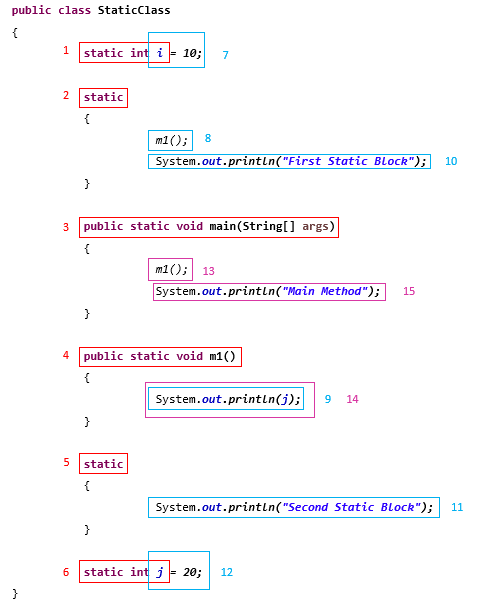 public class StaticClass
{
1 static int i = 10; 7
2 static
{
m1(); 8
System.out.println("First Static Block"); 10
}
3 public static void main(String[] args)
{
m1(); 13
System.out.println("Main Method"); 15
}
4 public static void m1()
{
System.out.println(j); 9 14
}
5 static
{
System.out.println("Second Static Block"); 11
}
6 static int j = 20; 12
}